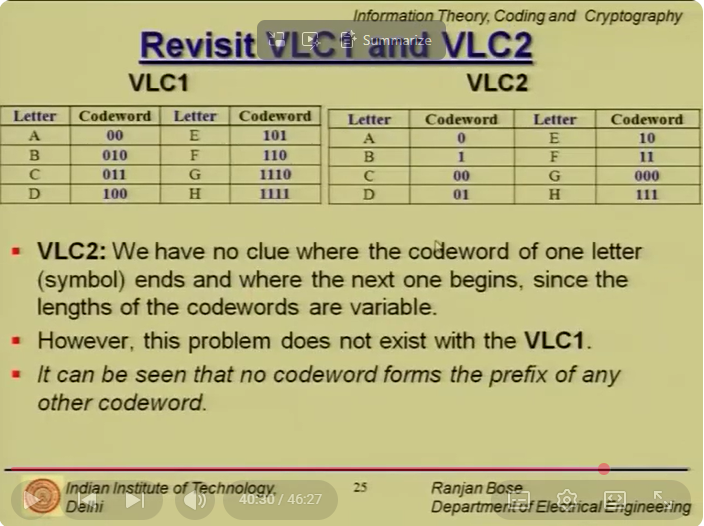 Information Theory, Coding and Cryptography
Summarize
Revisit VLC1 and VLC2
VLC1
Letter Codeword Letter Codeword
A 00 E 101
B 010 F 110
C 011 G 1110
D 100 H 1111
VLC2
Letter Codeword Letter Codeword
A 0 E 10
B 1 F 11
C 00 G 000
D 01 H 111
▪ VLC2: We have no clue where the codeword of one letter
(symbol) ends and where the next one begins, since the
lengths of the codewords are variable.
▪ However, this problem does not exist with the VLC1.
▪ It can be seen that no codeword forms the prefix of any
other codeword.
Indian Institute of Technology,
Delhi
40:30 / 46:27
25
Ranjan Bose
Department of Electrical Engineering